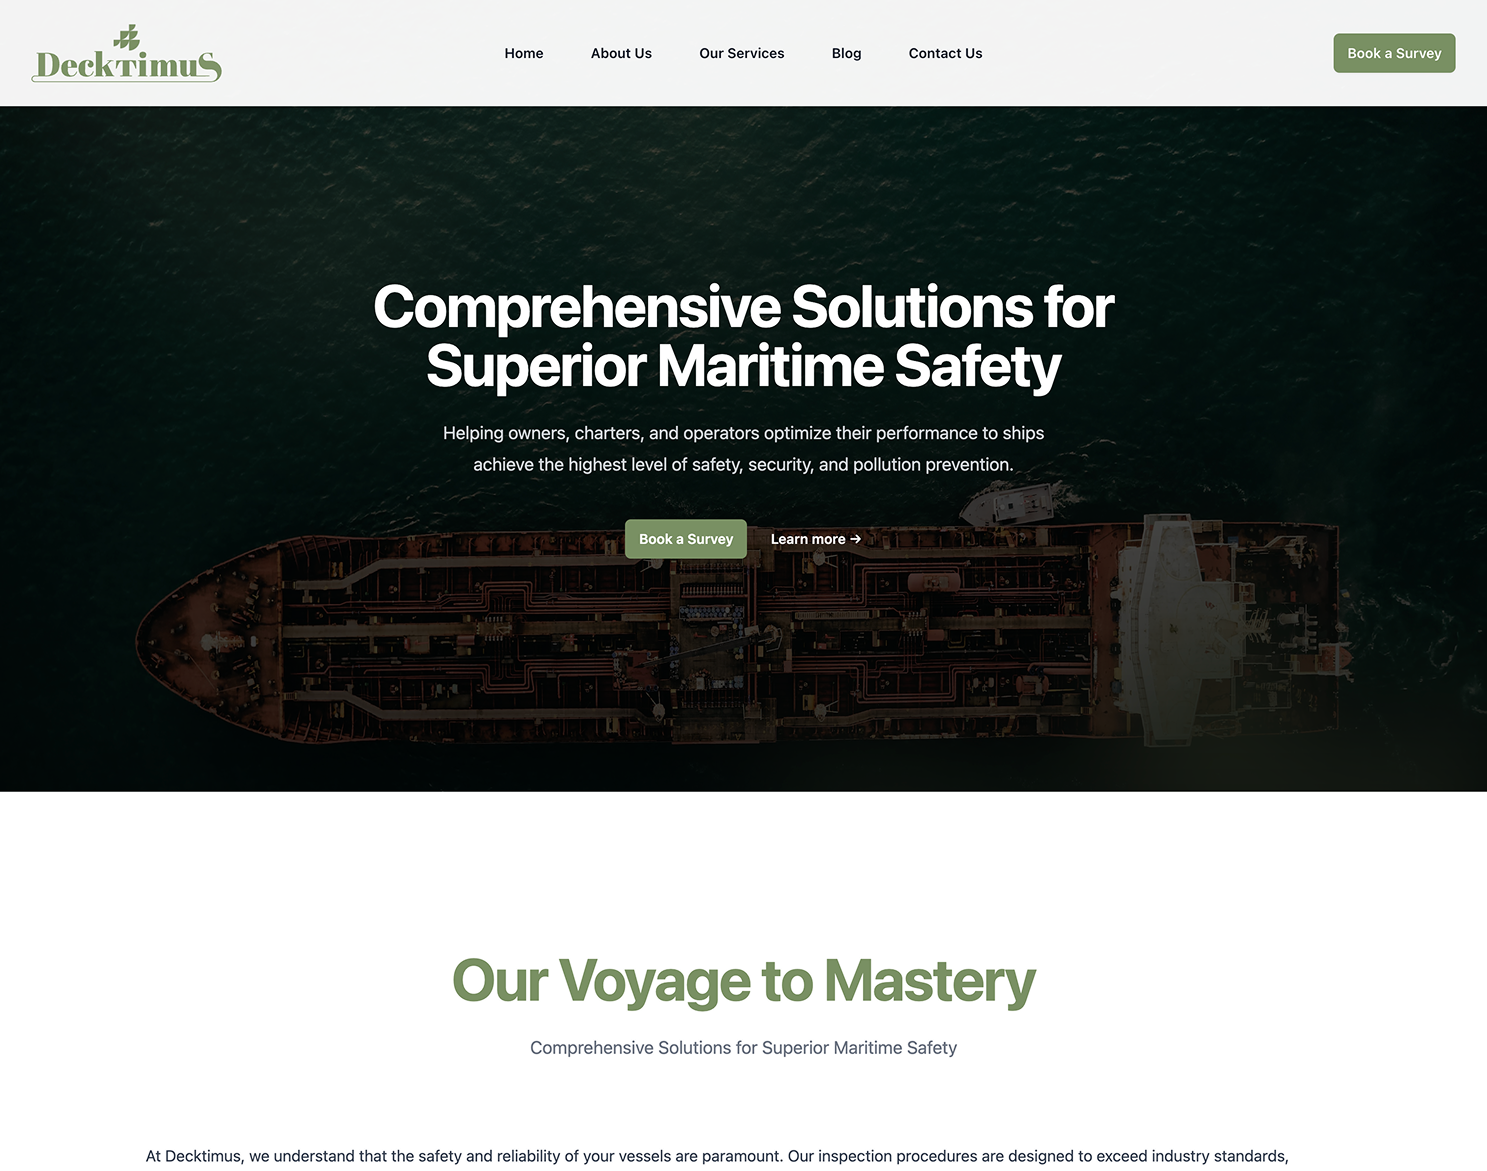 DeckTimuS
Home
About Us
Our Services
Blog
Contact Us
Book a Survey
Comprehensive Solutions for
Superior Maritime Safety
Helping owners, charters, and operators optimize their performance to ships
achieve the highest level of safety, security, and pollution prevention.
Book a Survey
Learn more →
Our Voyage to Mastery
Comprehensive Solutions for Superior Maritime Safety
At Decktimus, we understand that the safety and reliability of your vessels are paramount. Our inspection procedures are designed to exceed industry standards,